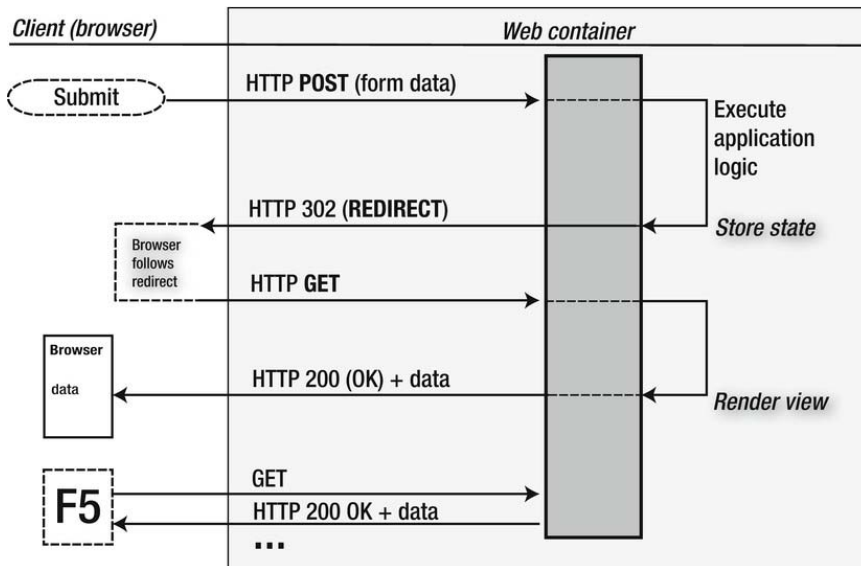 Client (browser)
Web container
Submit
HTTP POST (form data)
Execute
application
logic
HTTP 302 (REDIRECT)
Store state
Browser
follows
redirect
HTTP GET
Browser
data
HTTP 200 (OK) + data
Render view
F5
GET
HTTP 200 OK + data
...